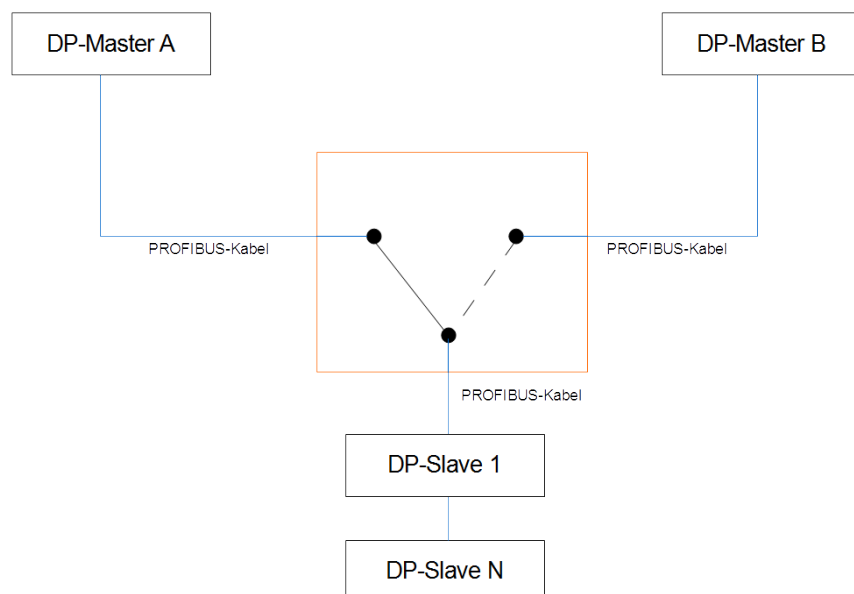 DP-Master A
DP-Master B
PROFIBUS-Kabel
PROFIBUS-Kabel
PROFIBUS-Kabel
DP-Slave 1
DP-Slave N